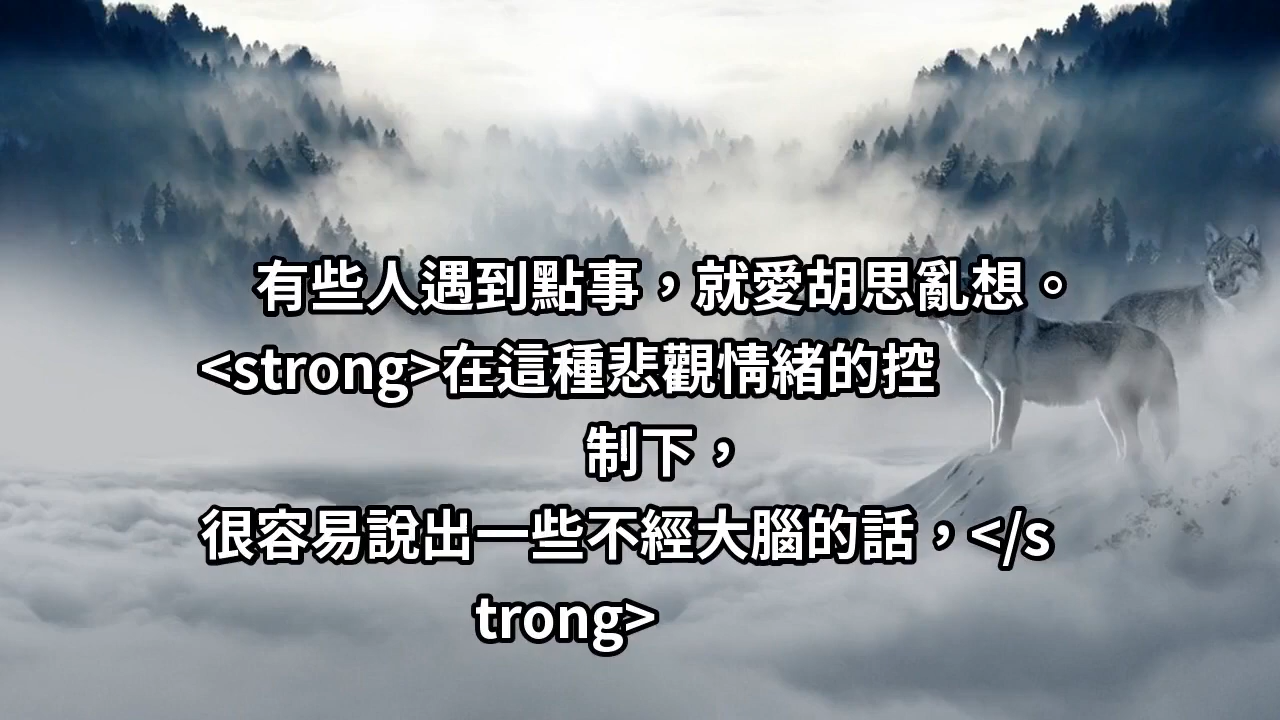 有些人遇到點事，就愛胡思亂想。
<strong>在這種悲觀情緒的控
制下，
很容易說出一些不經大腦的話，</s
trong>